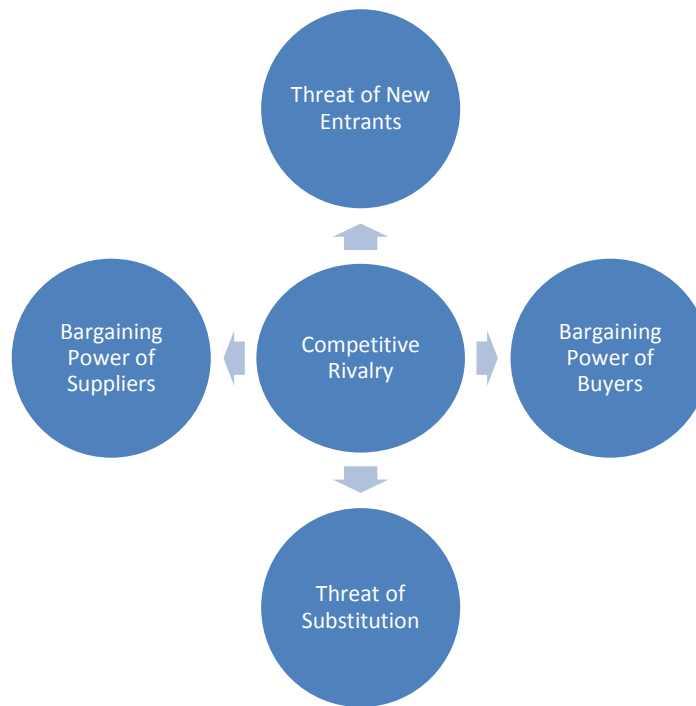 Threat of New
Entrants
Bargaining
Power of
Suppliers
Competitive
Rivalry
Bargaining
Power of
Buyers
Threat of
Substitution